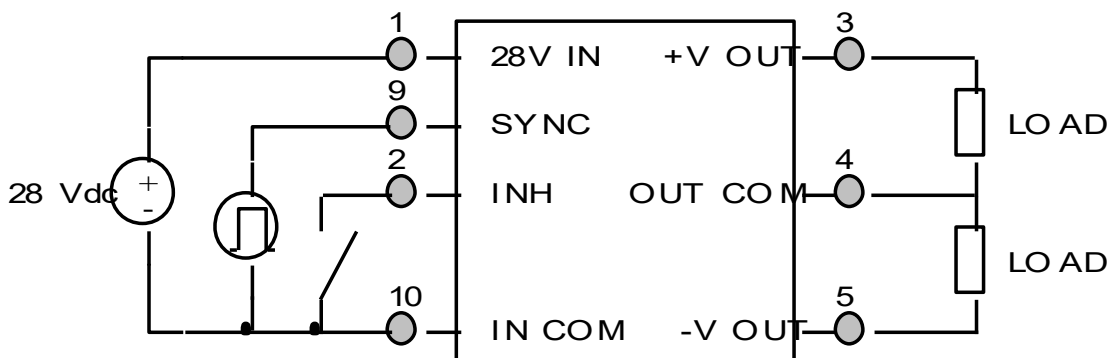 1
3
28V IN
+V OUT
9
SYNC
LOAD
2
4
28 Vdc
+
-
INH
OUT COM
LOAD
10
5
IN COM
-V OUT